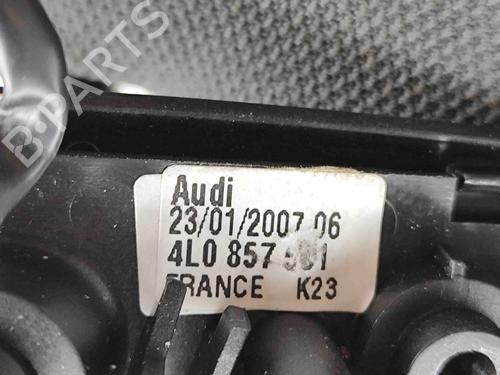 B-PARTS
Audi
23/01/2007 06
4L0 857
FRANCE K23